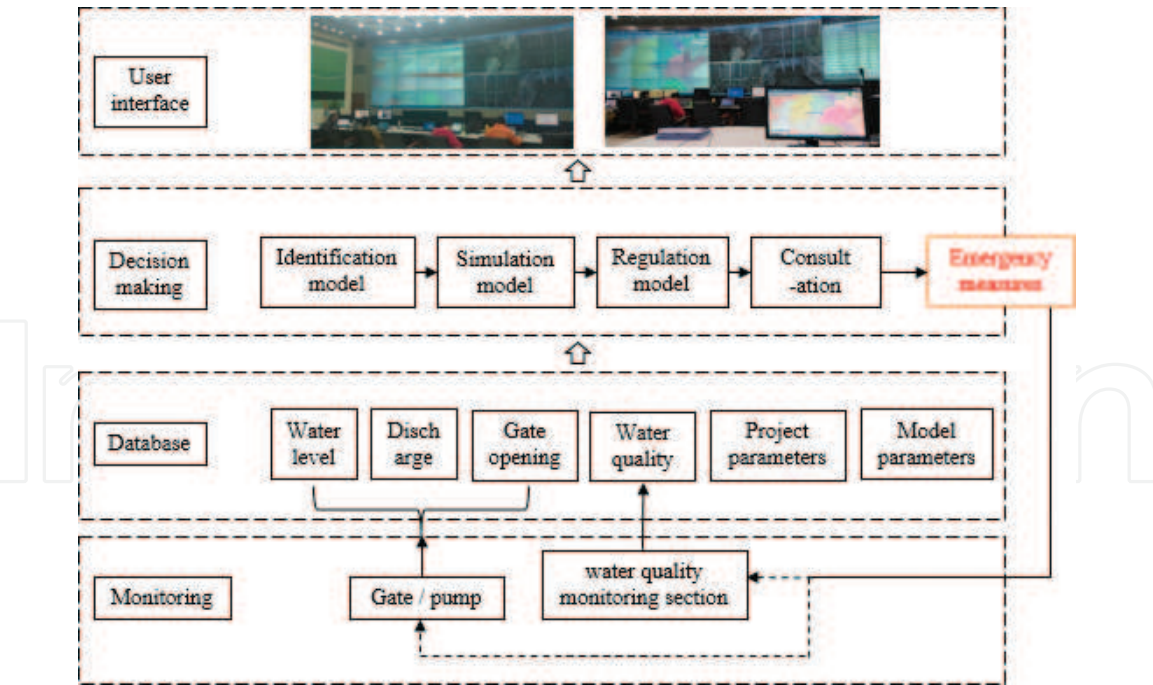 User
interface
Decision
making
Identification
model
Simulation
model
Regulation
model
Consult
-ation
Emergency
measures
Database
Water
level
Disch
arge
Gate
opening
Water
quality
Project
parameters
Model
parameters
Monitoring
Gate / pump
water quality
monitoring section